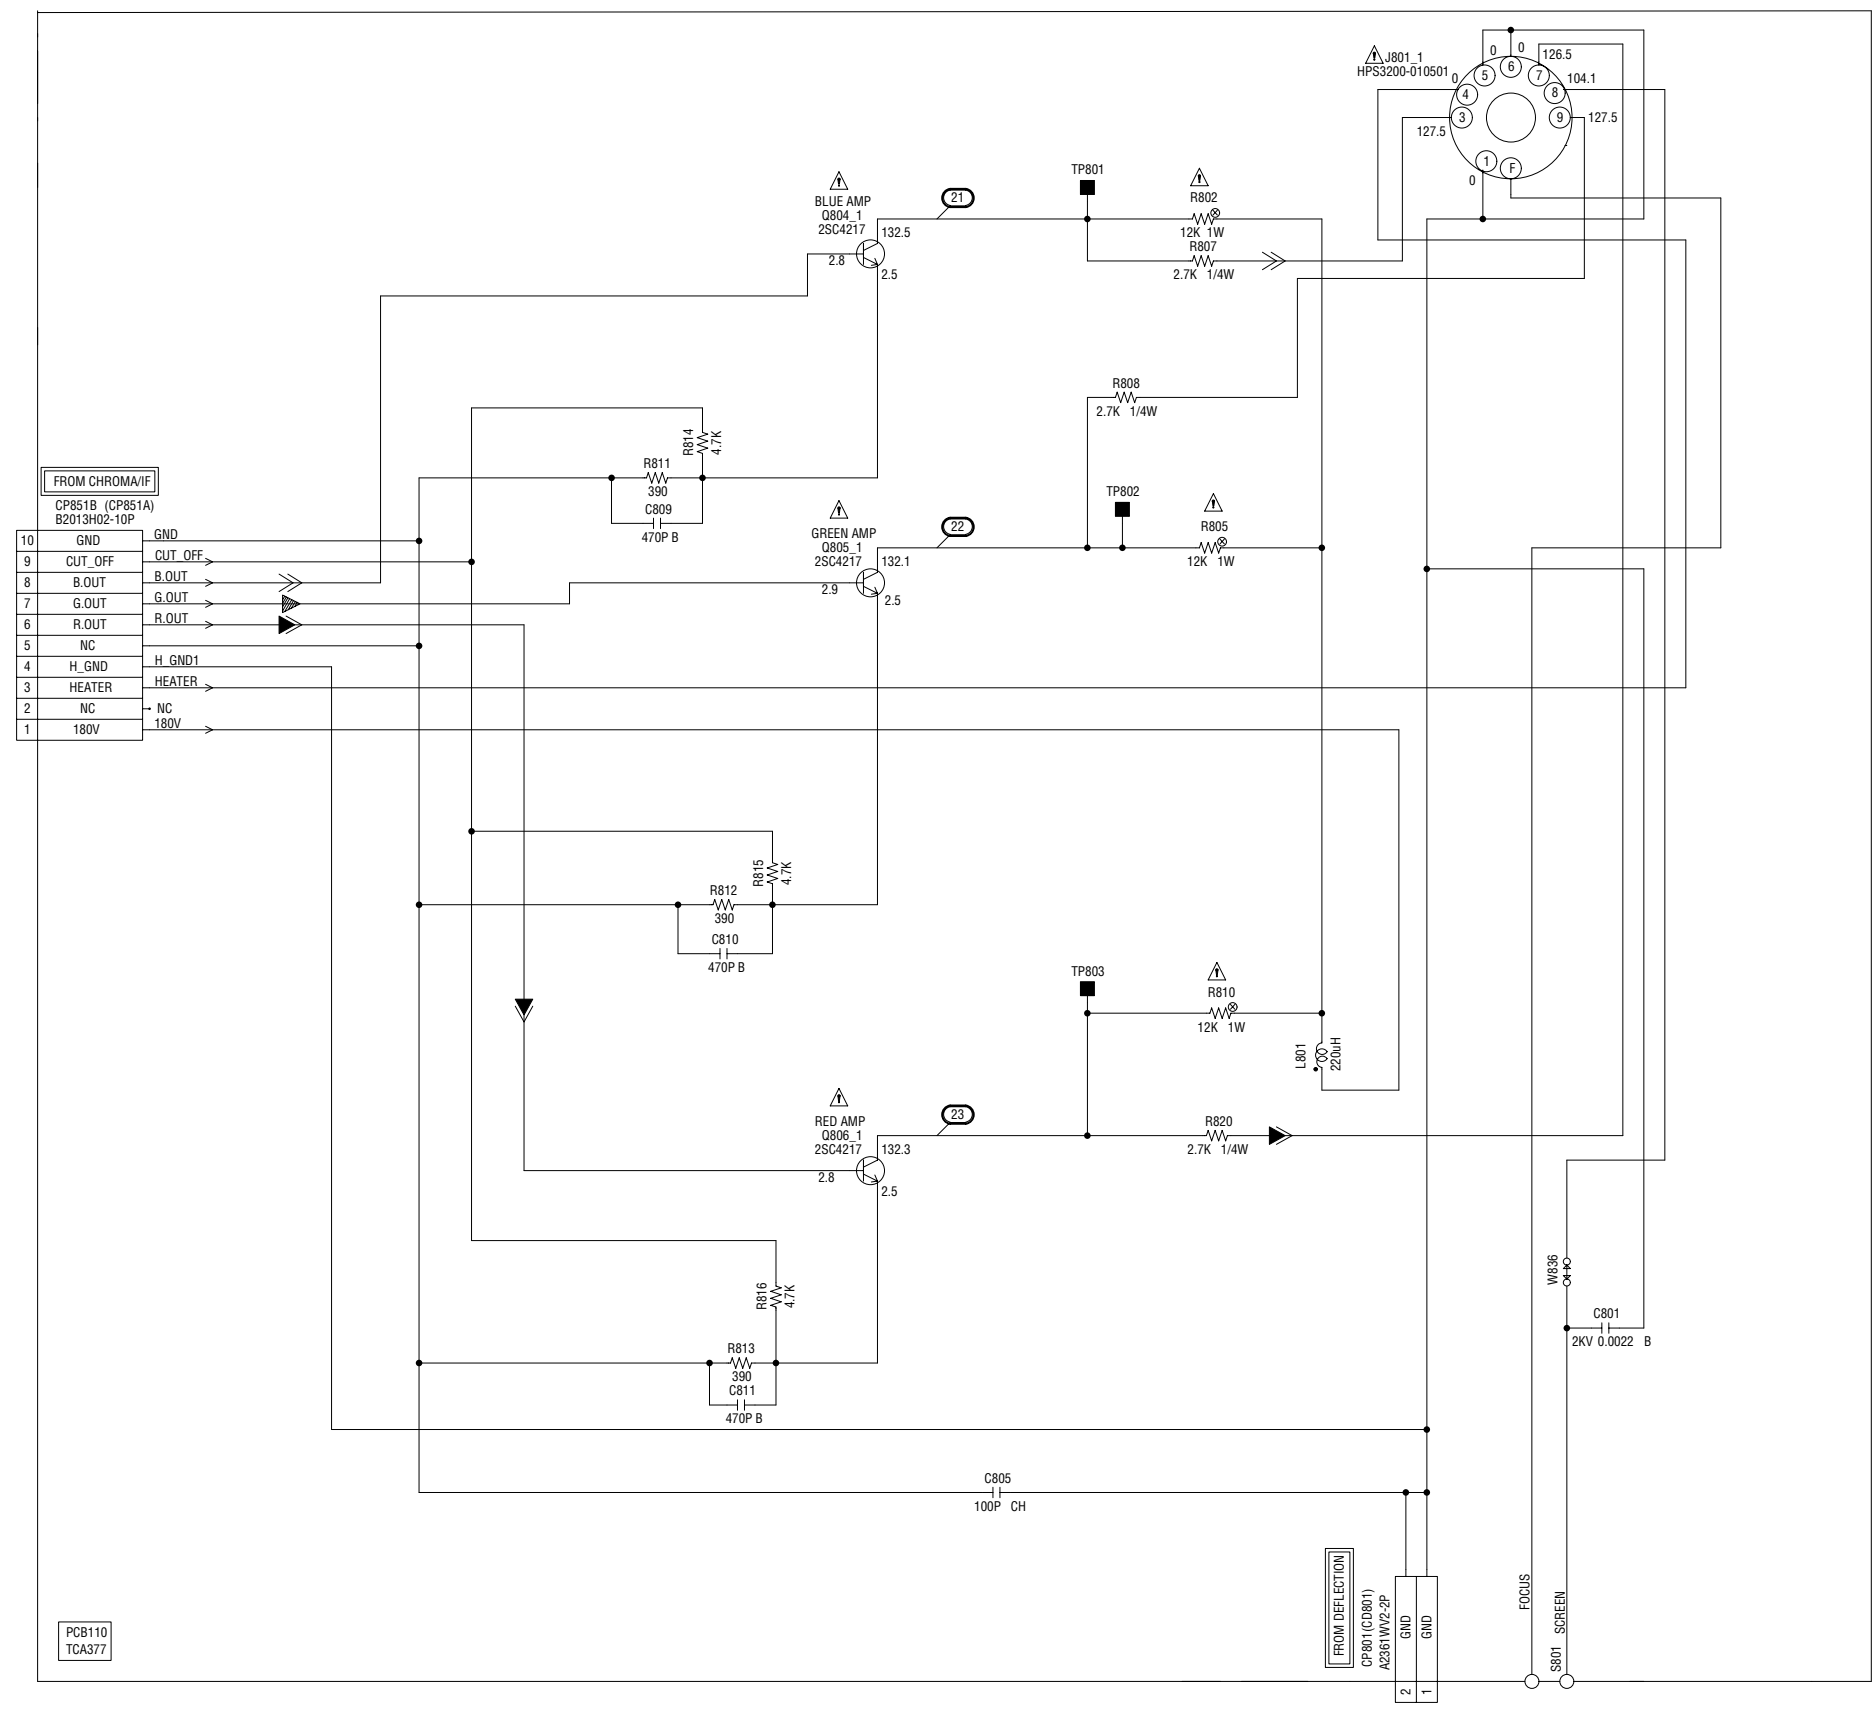 J801_1
HPS3200-010501
0
0
0
126.5
104.1
127.5
127.5
0
5
6
7
4
8
3
9
1
F
TP801
R802
12K 1W
R807
2.7K 1/4W
BLUE AMP
Q804_1
2SC4217
132.5
2.8
2.5
21
R808
2.7K 1/4W
R814
4.7K
R811
390
C809
470P B
TP802
R805
12K 1W
GREEN AMP
Q805_1
2SC4217
132.1
2.9
2.5
22
FROM CHROMA/IF
CP851B (CP851A)
B2013H02-10P
10 GND GND
9 CUT_OFF CUT_OFF
8 B.OUT B.OUT
7 G.OUT G.OUT
6 R.OUT R.OUT
5 NC
4 H_GND H_GND1
3 HEATER HEATER
2 NC NC
1 180V 180V
R815
4.7K
R812
390
C810
470P B
TP803
R810
12K 1W
L801
220uH
RED AMP
Q806_1
2SC4217
132.3
2.8
2.5
23
R820
2.7K 1/4W
R816
4.7K
R813
390
C811
470P B
W836
C801
2KV 0.0022 B
C805
100P CH
FROM DEFLECTION
CP801(CD801)
A2361WV2-2P
2 GND
1 GND
FOCUS
S801 SCREEN
PCB110
TCA377